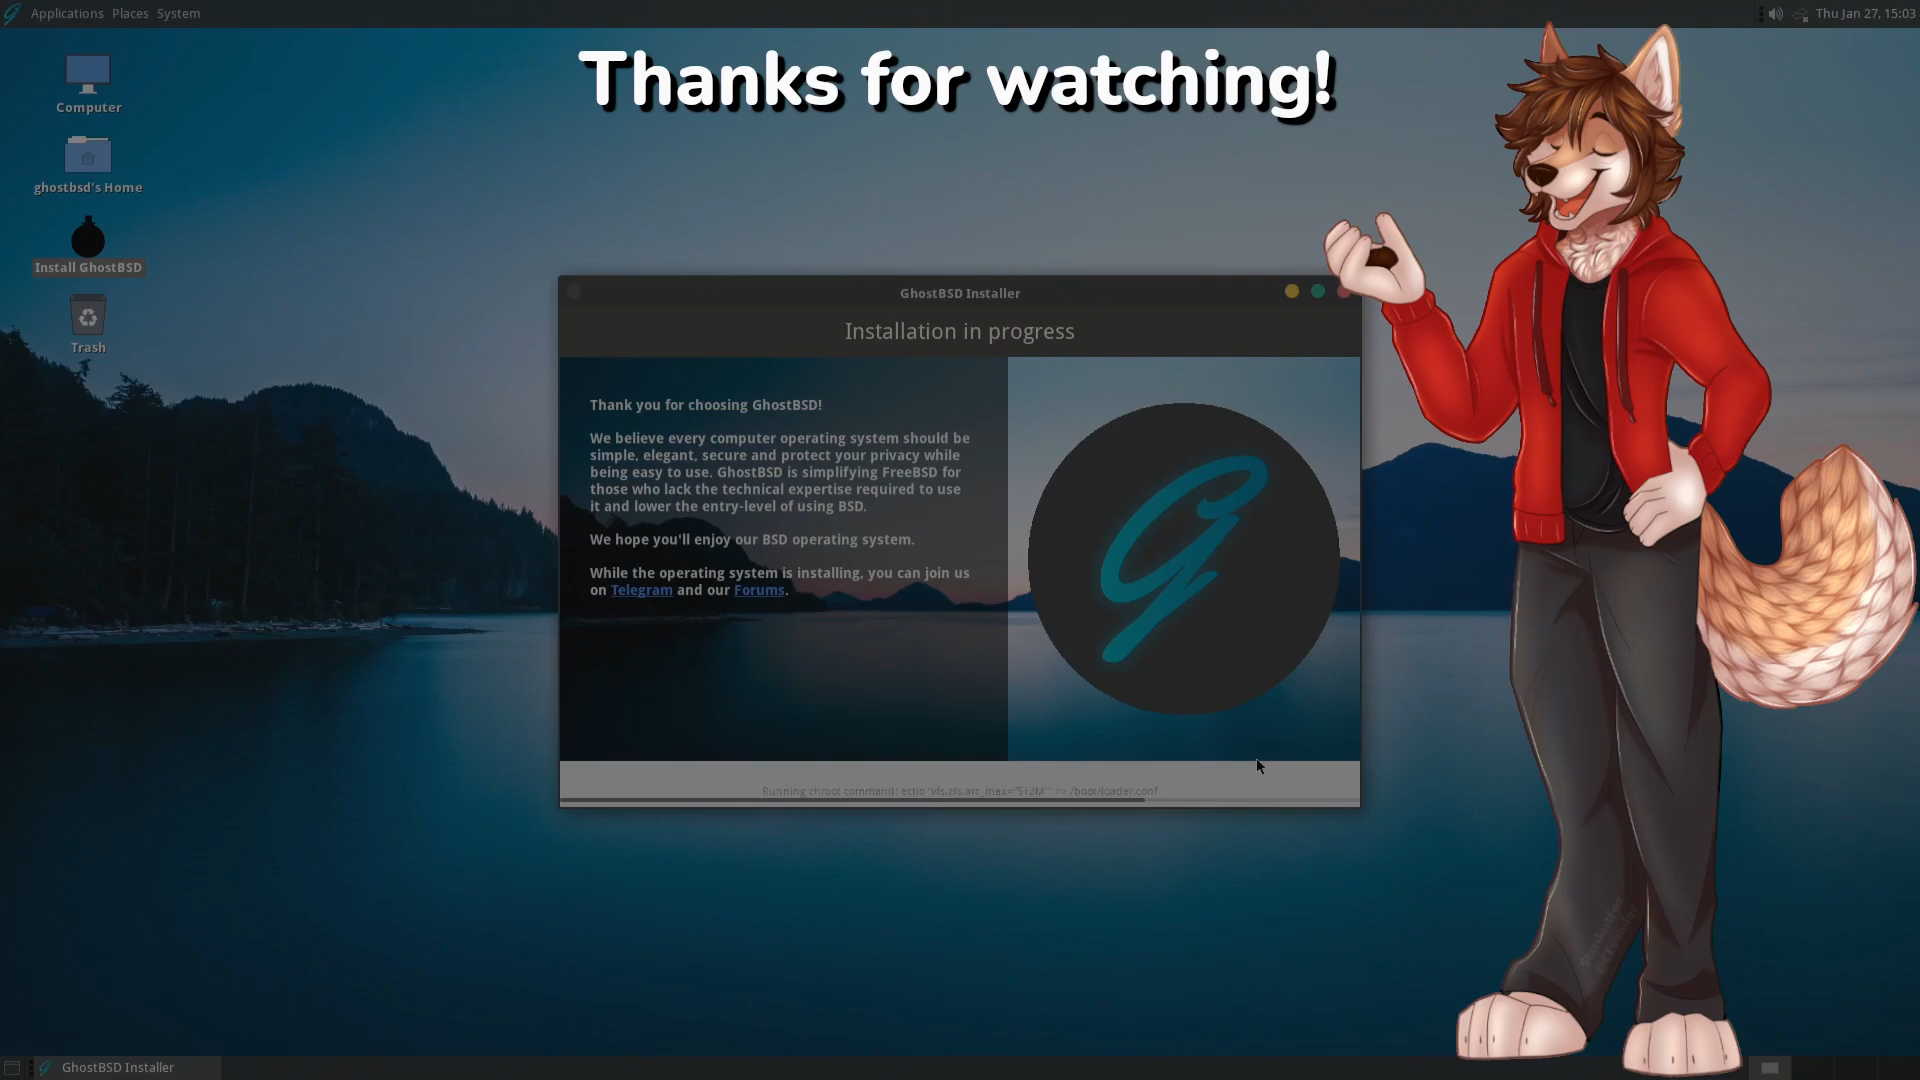 Applications Places System
Thu Jan 27, 15:03
Thanks for watching!
Computer
ghostbsd's Home
Install GhostBSD
Trash
GhostBSD Installer
Installation in progress
Thank you for choosing GhostBSD!
We believe every computer operating system should be
simple, elegant, secure and protect your privacy while
being easy to use. GhostBSD is simplifying FreeBSD for
those who lack the technical expertise required to use
it and lower the entry-level of using BSD.
We hope you'll enjoy our BSD operating system.
While the operating system is installing, you can join us
on Telegram and our Forums.
Running chroot command: echo 'vfs.zfs.arc_max="512M"' >> /boot/loader.conf
GhostBSD Installer